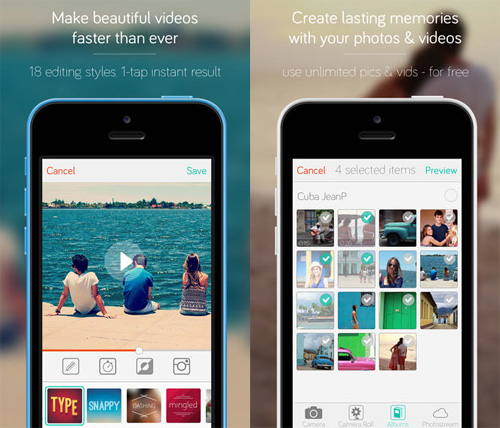 Make beautiful videos
faster than ever
18 editing styles. 1-tap instant result
Cancel
Save
TYPE
SNAPPY
DASHING
mingled
Create lasting memories
with your photos & videos
use unlimited pics & vids - for free
Cancel
4 selected items
Preview
Cuba JeanP
Camera
Camera Roll
Albums
Photostream